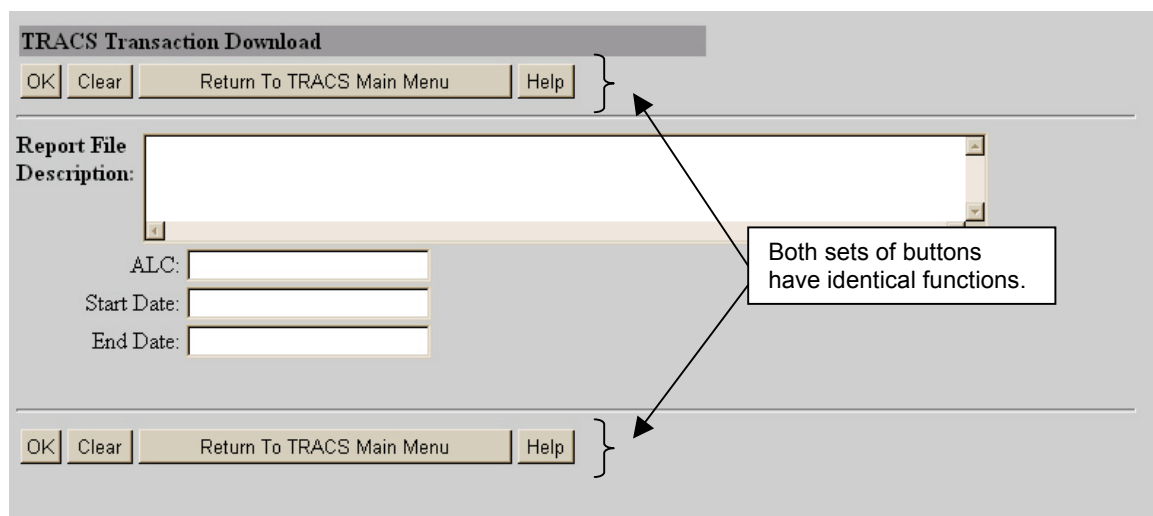 TRACS Transaction Download
OK Clear Return To TRACS Main Menu Help
Report File
Description:
Both sets of buttons
have identical functions.
ALC:
Start Date:
End Date:
OK Clear Return To TRACS Main Menu Help